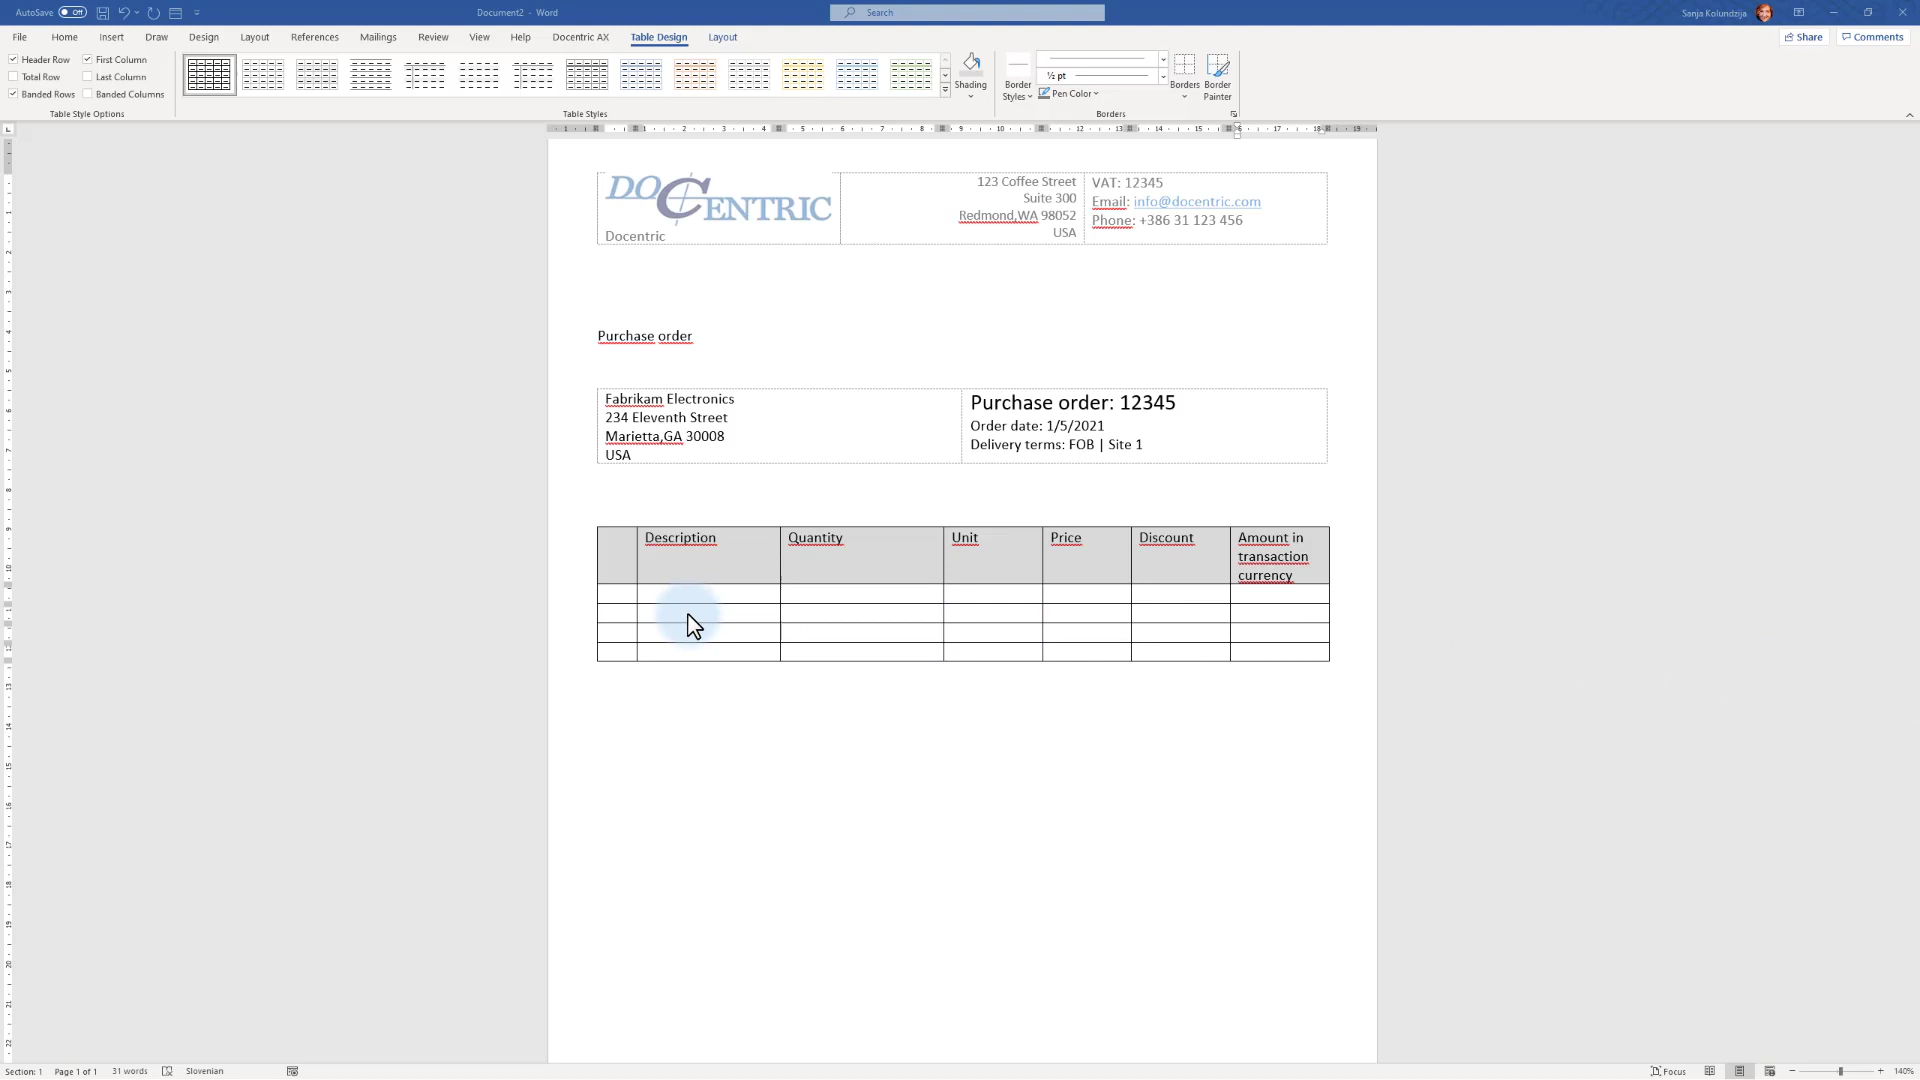 AutoSave Off Document2 - Word Search Sanja Kolundzija
File Home Insert Draw Design Layout References Mailings Review View Help Docentric AX Table Design Layout Share Comments
Header Row First Column
Total Row Last Column
Banded Rows Banded Columns
Table Style Options
Table Styles
Shading
Border Styles
½ pt
Pen Color
Borders
Border Painter
Borders
DOCENTRIC
Docentric
123 Coffee Street
Suite 300
Redmond,WA 98052
USA
VAT: 12345
Email: info@docentric.com
Phone: +386 31 123 456
Purchase order
Fabrikam Electronics
234 Eleventh Street
Marietta,GA 30008
USA
Purchase order: 12345
Order date: 1/5/2021
Delivery terms: FOB | Site 1
Description Quantity Unit Price Discount Amount in
transaction
currency
Section: 1 Page 1 of 1 31 words Slovenian Focus 140%